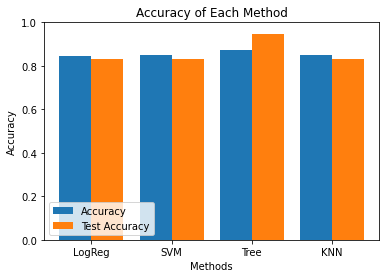 Accuracy of Each Method
Accuracy
1.0
0.8
0.6
0.4
0.2
0.0
Accuracy
Test Accuracy
LogReg SVM Tree KNN
Methods